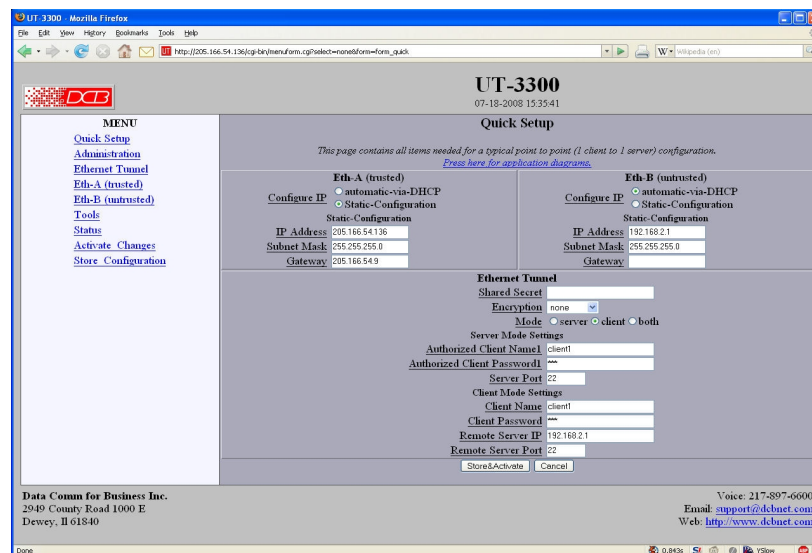 UT-3300 - Mozilla Firefox
File Edit View History Bookmarks Tools Help
http://205.166.54.136/cgi-bin/menuform.cgi?select=none&form=form_quick
W Wikipedia (en)
DCB
UT-3300
07-18-2008 15:35:41
MENU
Quick Setup
Administration
Ethernet Tunnel
Eth-A (trusted)
Eth-B (untrusted)
Tools
Status
Activate Changes
Store Configuration
Quick Setup
This page contains all items needed for a typical point to point (1 client to 1 server) configuration.
Press here for application diagrams.
Eth-A (trusted)
Configure IP automatic-via-DHCP
Static-Configuration
Static-Configuration
IP Address 205.166.54.136
Subnet Mask 255.255.255.0
Gateway 205.166.54.9
Eth-B (untrusted)
Configure IP automatic-via-DHCP
Static-Configuration
Static-Configuration
IP Address 192.168.2.1
Subnet Mask 255.255.255.0
Gateway
Ethernet Tunnel
Shared Secret
Encryption none
Mode server client both
Server Mode Settings
Authorized Client Name1 client1
Authorized Client Password1 ***
Server Port 22
Client Mode Settings
Client Name client1
Client Password ***
Remote Server IP 192.168.2.1
Remote Server Port 22
Store&Activate Cancel
Data Comm for Business Inc.
2949 County Road 1000 E
Dewey, Il 61840
Voice: 217-897-6600
Email: support@dcbnet.com
Web: http://www.dcbnet.com
Done
0.843s YSlow